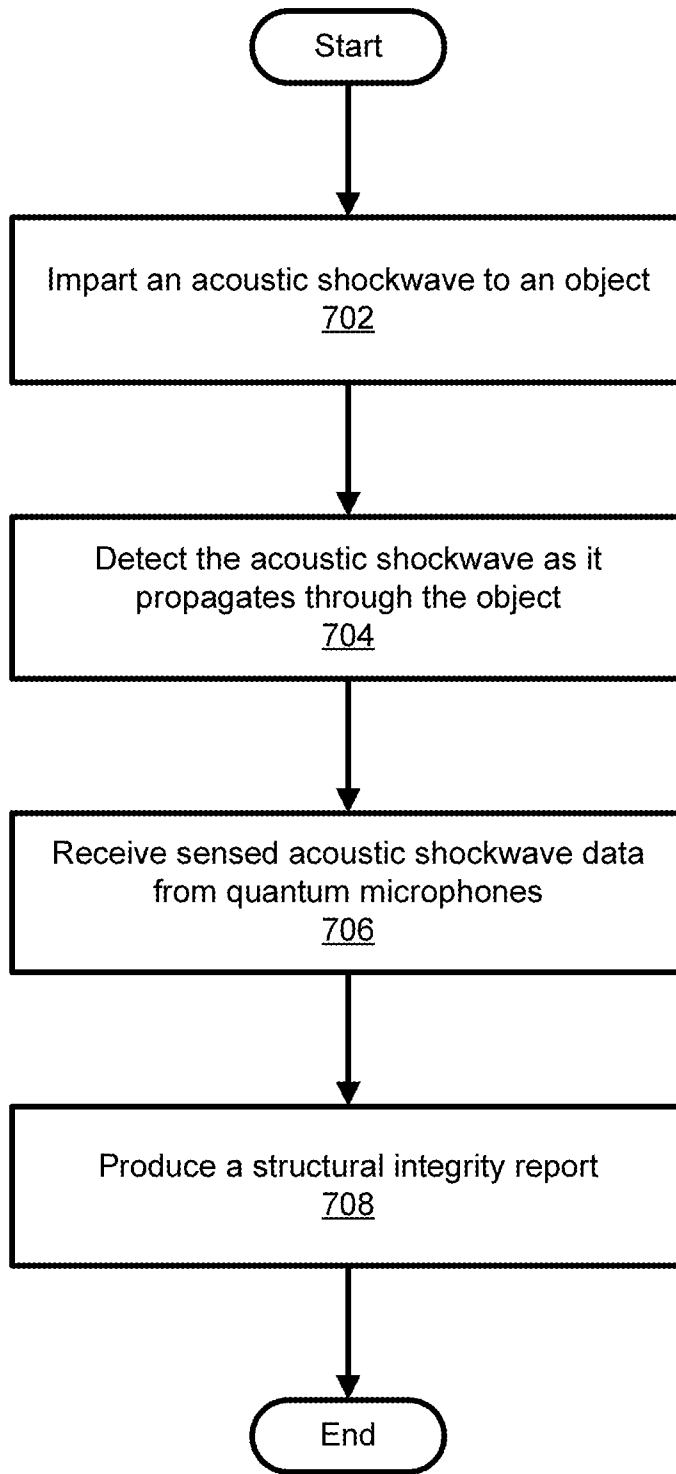 Start
Impart an acoustic shockwave to an object
702
Detect the acoustic shockwave as it
propagates through the object
704
Receive sensed acoustic shockwave data
from quantum microphones
706
Produce a structural integrity report
708
End